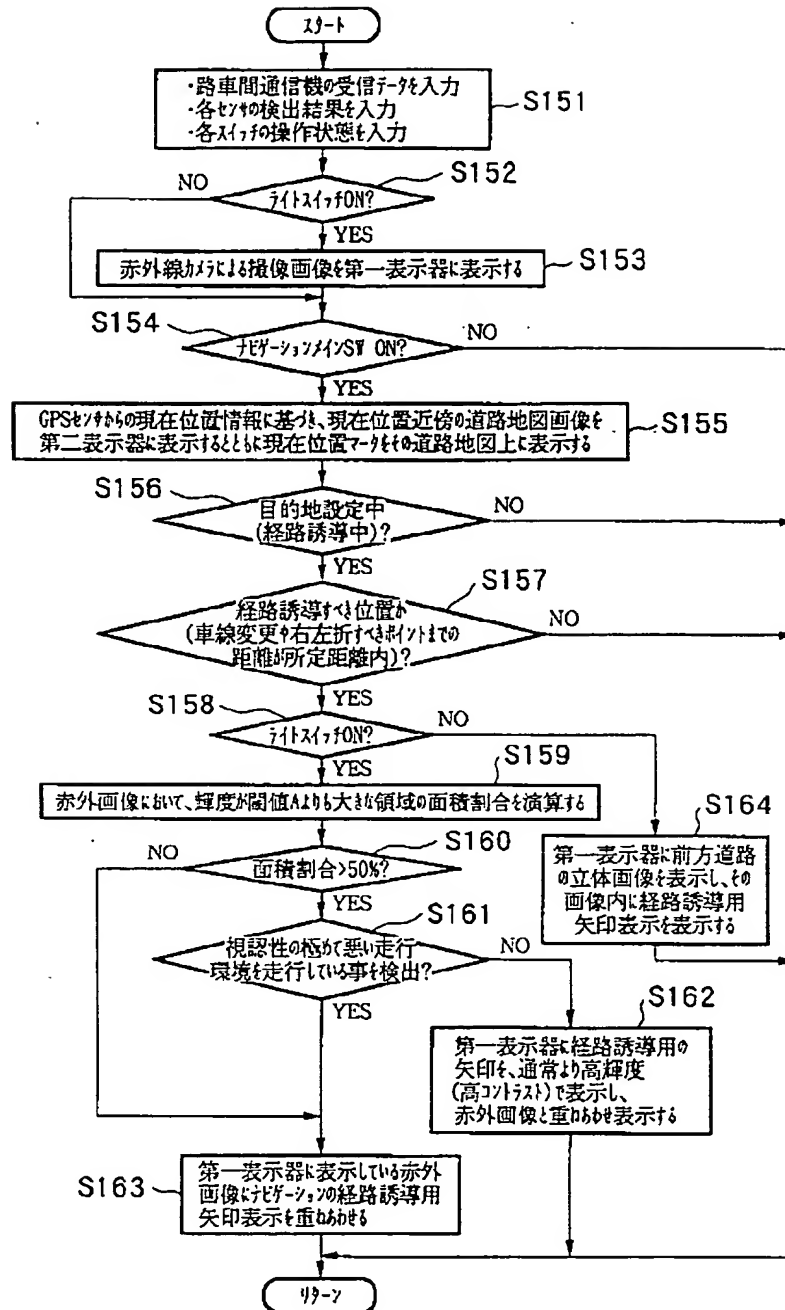 スタート
・路車間通信機の受信データを入力
・各センサの検出結果を入力
・各スイッチの操作状態を入力
S151
S152
NO
ライトスイッチON?
YES
赤外線カメラによる撮像画像を第一表示器に表示する
S153
S154
NO
ナビゲーションメインSW ON?
YES
GPSセンサからの現在位置情報に基づき、現在位置近傍の道路地図画像を
第二表示器に表示するとともに現在位置マークをその道路地図上に表示する
S155
S156
NO
目的地設定中
(経路誘導中)?
YES
S157
経路誘導すべき位置か
(車線変更や右左折すべきポイントまでの
距離が所定距離内)?
NO
YES
S158
NO
ライトスイッチON?
YES
S159
赤外画像において、輝度が閾値Aよりも大きな領域の面積割合を演算する
S164
第一表示器に前方道路
の立体画像を表示し、その
画像内に経路誘導用
矢印表示を表示する
S160
NO
面積割合>50%?
YES
S161
視認性の極めて悪い走行
環境を走行している事を検出?
NO
YES
S162
第一表示器に経路誘導用の
矢印を、通常より高輝度
(高コントラスト)で表示し、
赤外画像と重ねあわせ表示する
S163
第一表示器に表示している赤外
画像にナビゲーションの経路誘導用
矢印表示を重ねあわせる
リターン